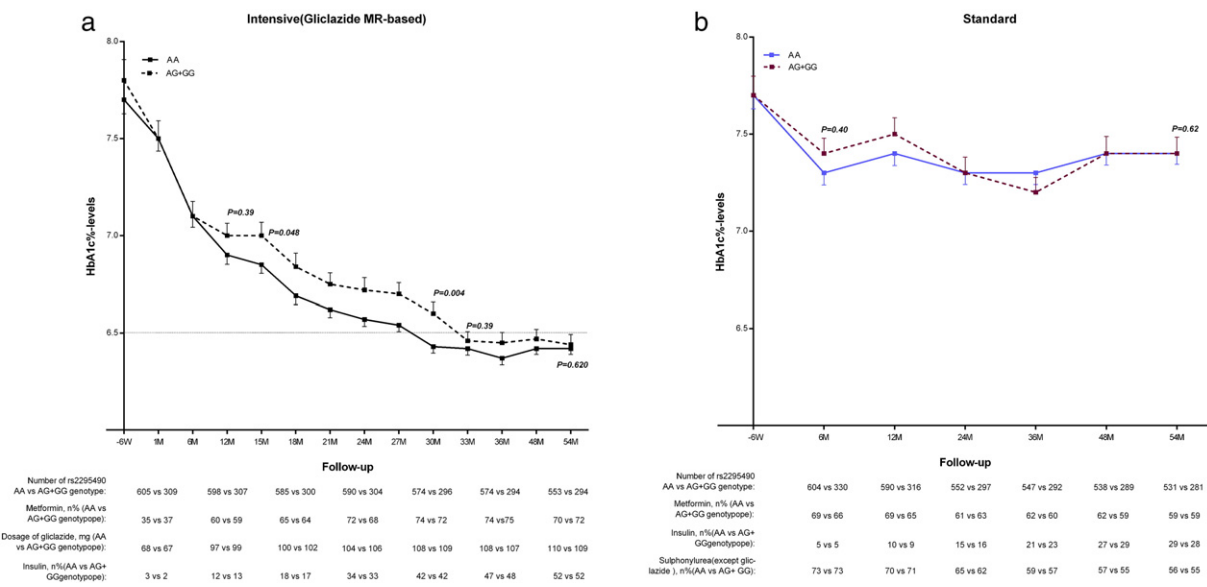 a
Intensive(Gliclazide MR-based)
8.0
7.5
7.0
6.5
HbA1c%-levels
AA
AG+GG
P=0.39
P=0.048
P=0.004
P=0.39
P=0.620
-6W 1M 6M 12M 15M 18M 21M 24M 27M 30M 33M 36M 48M 54M
Follow-up
Number of rs2295490
AA vs AG+GG genotype: 605 vs 309 598 vs 307 585 vs 300 590 vs 304 574 vs 296 574 vs 294 553 vs 294
Metformin, n% (AA vs
AG+GG genotypope): 35 vs 37 60 vs 59 65 vs 64 72 vs 68 74 vs 72 74 vs75 70 vs 72
Dosage of gliclazide, mg (AA
vs AG+GG genotypope): 68 vs 67 97 vs 99 100 vs 102 104 vs 106 108 vs 109 108 vs 107 110 vs 109
Insulin, n%(AA vs AG+
GGgenotypope): 3 vs 2 12 vs 13 18 vs 17 34 vs 33 42 vs 42 47 vs 48 52 vs 52
b
Standard
8.0
7.5
7.0
6.5
HbA1c%-levels
AA
AG+GG
P=0.40
P=0.62
-6W 6M 12M 24M 36M 48M 54M
Follow-up
Number of rs2295490
AA vs AG+GG genotype: 604 vs 330 590 vs 316 552 vs 297 547 vs 292 538 vs 289 531 vs 281
Metformin, n% (AA vs
AG+GG genotypope): 69 vs 66 69 vs 65 61 vs 63 62 vs 60 62 vs 59 59 vs 59
Insulin, n%(AA vs AG+
GGgenotypope): 5 vs 5 10 vs 9 15 vs 16 21 vs 23 27 vs 29 29 vs 28
Sulphonylurea(except glic-
lazide ), n%(AA vs AG+ GG): 73 vs 73 70 vs 71 65 vs 62 59 vs 57 57 vs 55 56 vs 55